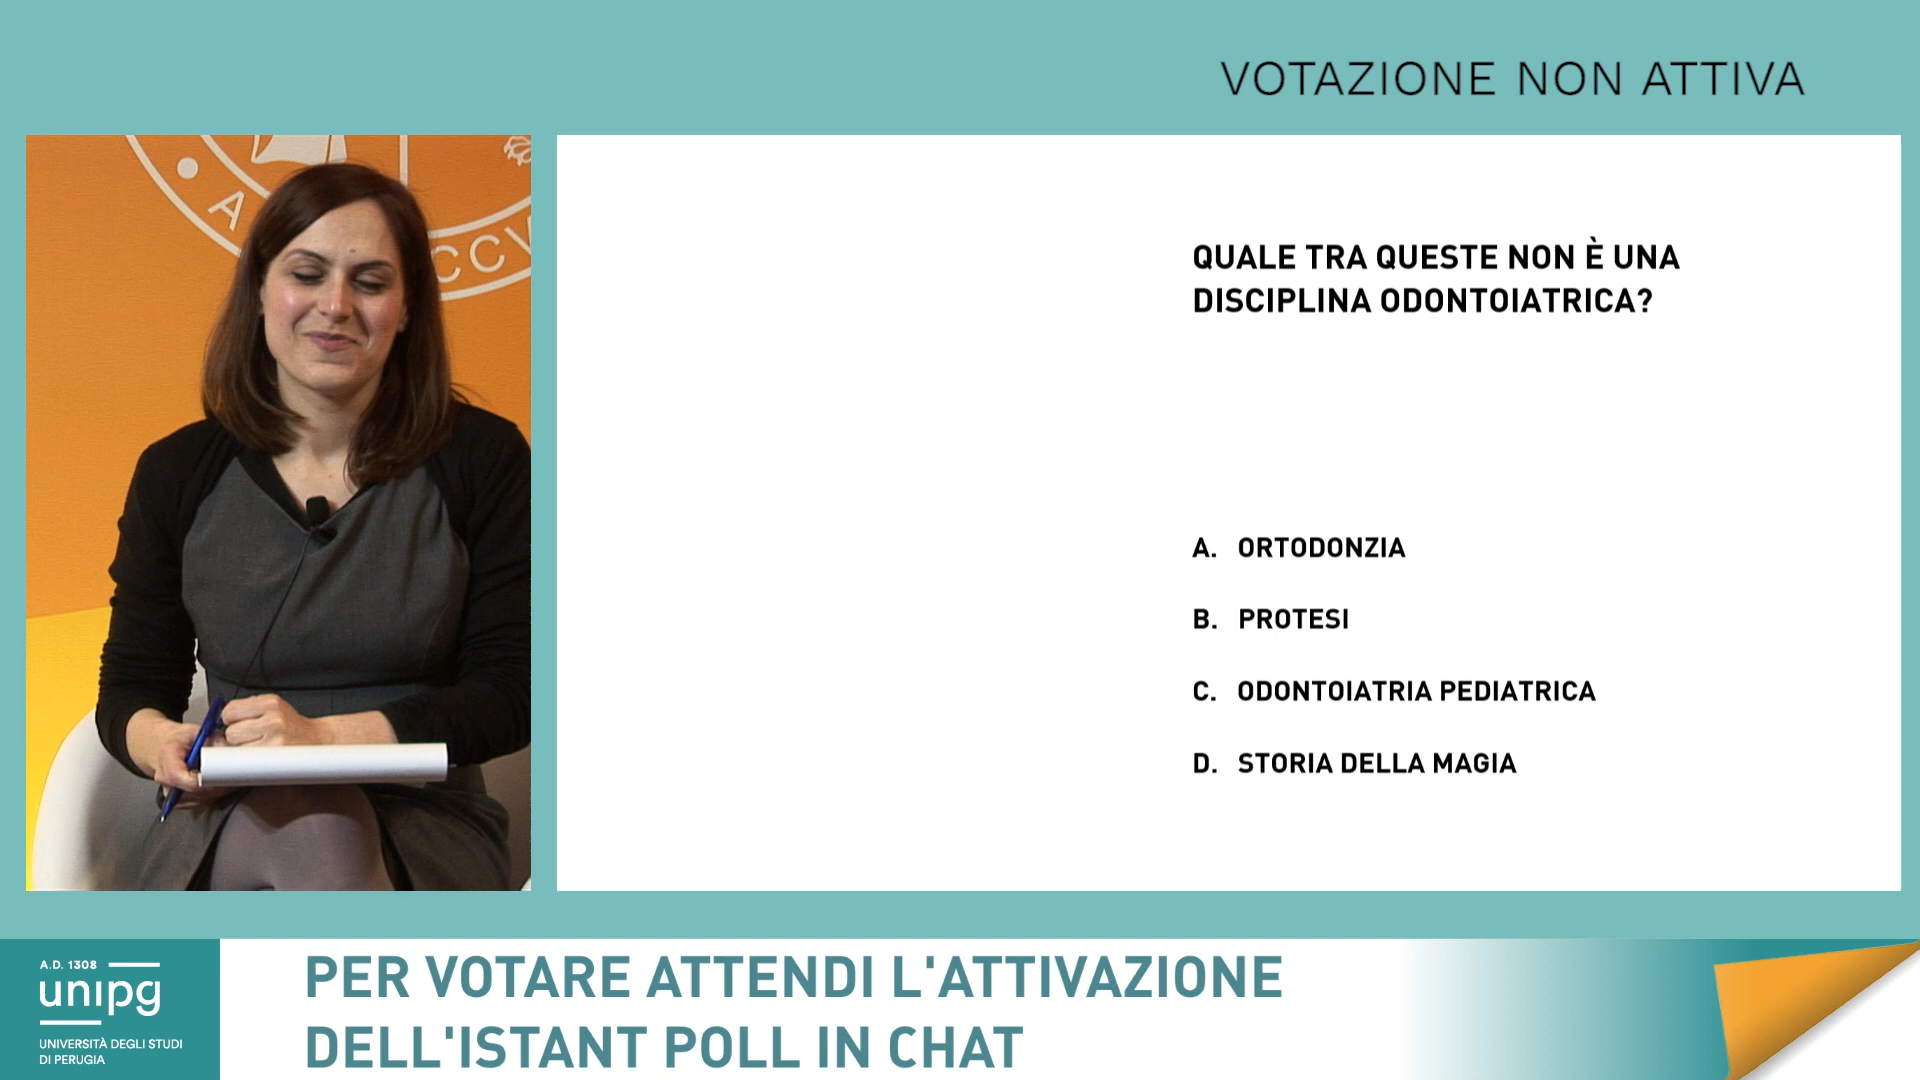 VOTAZIONE NON ATTIVA
A
CCV
QUALE TRA QUESTE NON È UNA
DISCIPLINA ODONTOIATRICA?
A. ORTODONZIA
B. PROTESI
C. ODONTOIATRIA PEDIATRICA
D. STORIA DELLA MAGIA
A.D. 1308
unipg
UNIVERSITÀ DEGLI STUDI
DI PERUGIA
PER VOTARE ATTENDI L'ATTIVAZIONE
DELL'ISTANT POLL IN CHAT